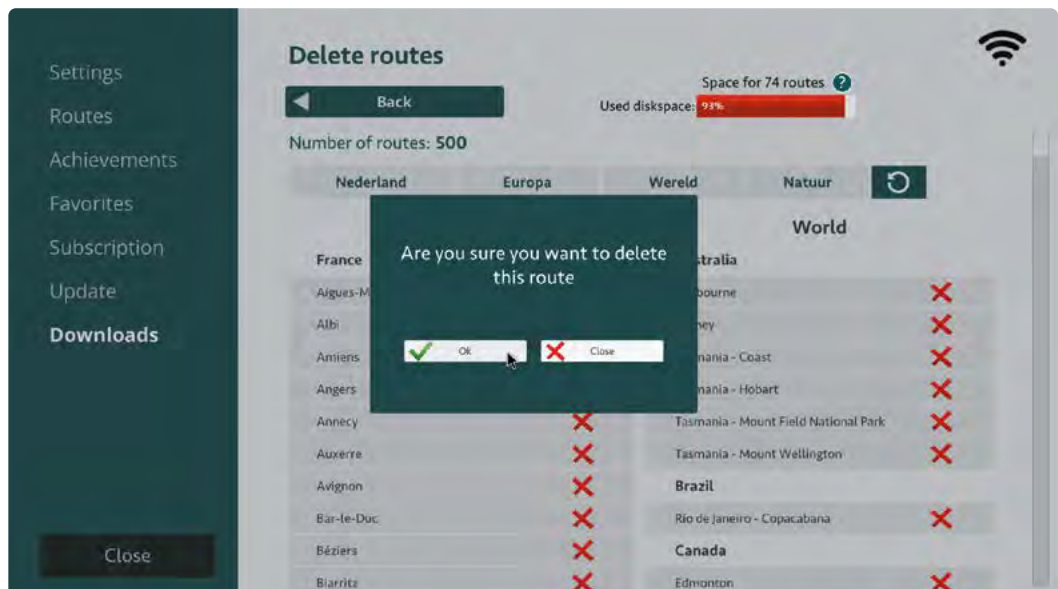 Settings
Routes
Achievements
Favorites
Subscription
Update
Downloads
Close
Delete routes
Back
Space for 74 routes ?
Used diskspace: 93%
Number of routes: 500
Nederland Europa Wereld Natuur
World
France
Albi
Amiens
Angers
Annecy
Auxerre
Avignon
Bar-le-Duc
Béziers
Biarritz
Are you sure you want to delete
this route
Ok Close
- Coast
- Hobart
Tasmania - Mount Field National Park
Tasmania - Mount Wellington
Brazil
Rio de Janeiro - Copacabana
Canada
Edmonton